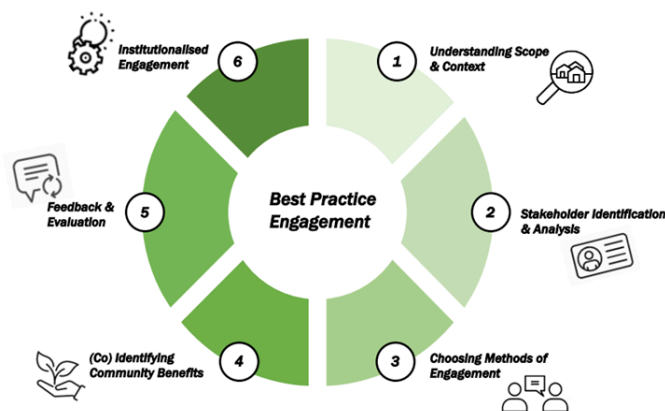 Best Practice
Engagement
1
Understanding Scope
& Context
2
Stakeholder Identification
& Analysis
3
Choosing Methods of
Engagement
4
(Co) Identifying
Community Benefits
5
Feedback &
Evaluation
6
Institutionalised
Engagement